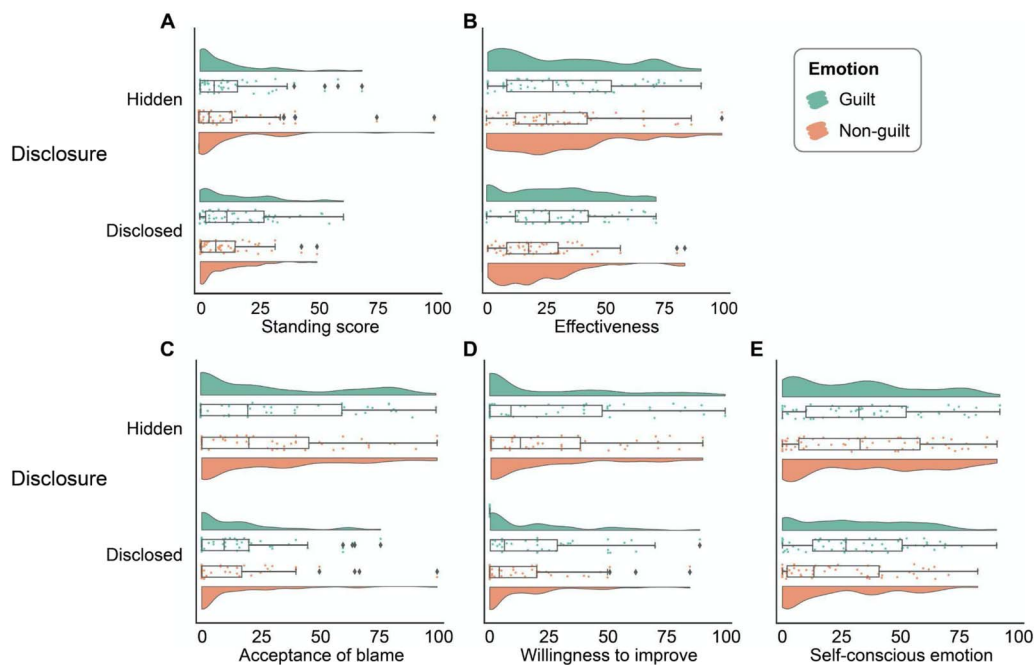 A
B
Emotion
Guilt
Non-guilt
Hidden
Disclosure
Disclosed
0 25 50 75 100
Standing score
0 25 50 75 100
Effectiveness
C
D
E
Hidden
Disclosure
Disclosed
0 25 50 75 100
Acceptance of blame
0 25 50 75 100
Willingness to improve
0 25 50 75 100
Self-conscious emotion